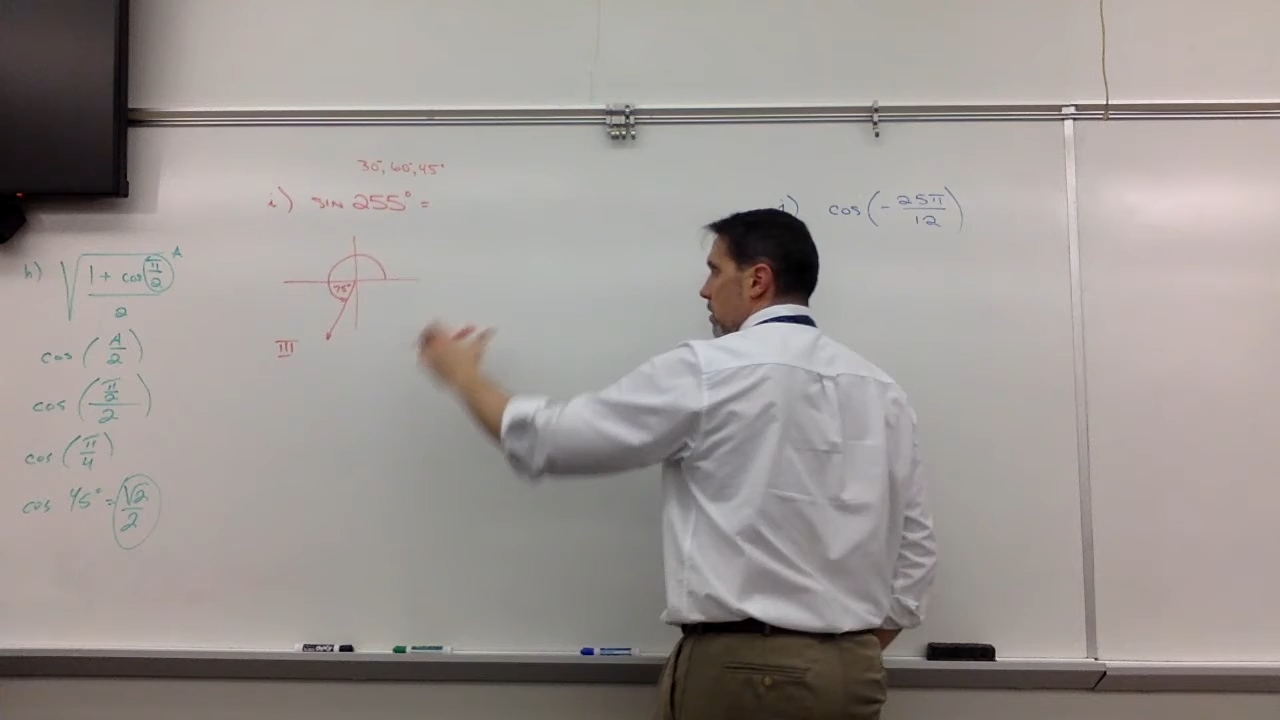 h) √((1 + cos(π/2))/2) A
cos (A/2)
cos ((π/2)/2)
cos (π/4)
cos 45° = √2/2
30°, 60°, 45°
i) sin 255° =
75°
III
j) cos(-25π/12)